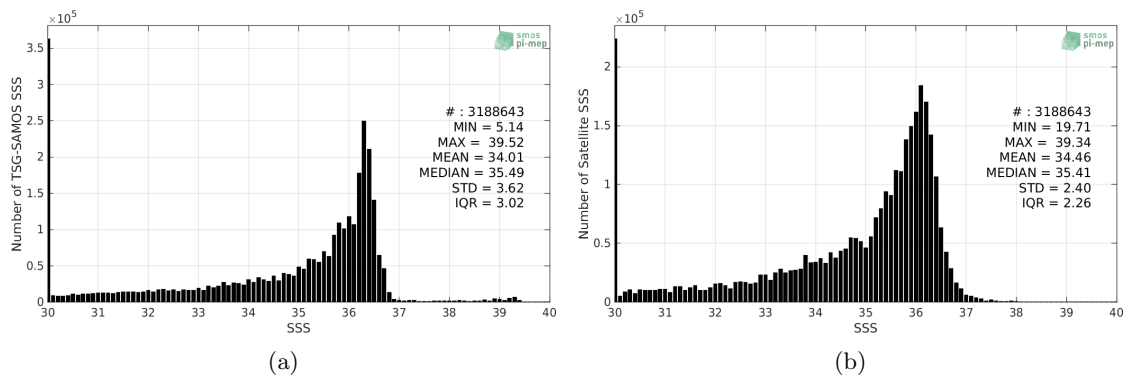 ×10⁵
smos
pi-mep
3.5
3
2.5
2
1.5
1
0.5
0
Number of TSG-SAMOS SSS
# : 3188643
MIN = 5.14
MAX = 39.52
MEAN = 34.01
MEDIAN = 35.49
STD = 3.62
IQR = 3.02
30 31 32 33 34 35 36 37 38 39 40
SSS
(a)
×10⁵
smos
pi-mep
2
1.5
1
0.5
0
Number of Satellite SSS
# : 3188643
MIN = 19.71
MAX = 39.34
MEAN = 34.46
MEDIAN = 35.41
STD = 2.40
IQR = 2.26
30 31 32 33 34 35 36 37 38 39 40
SSS
(b)